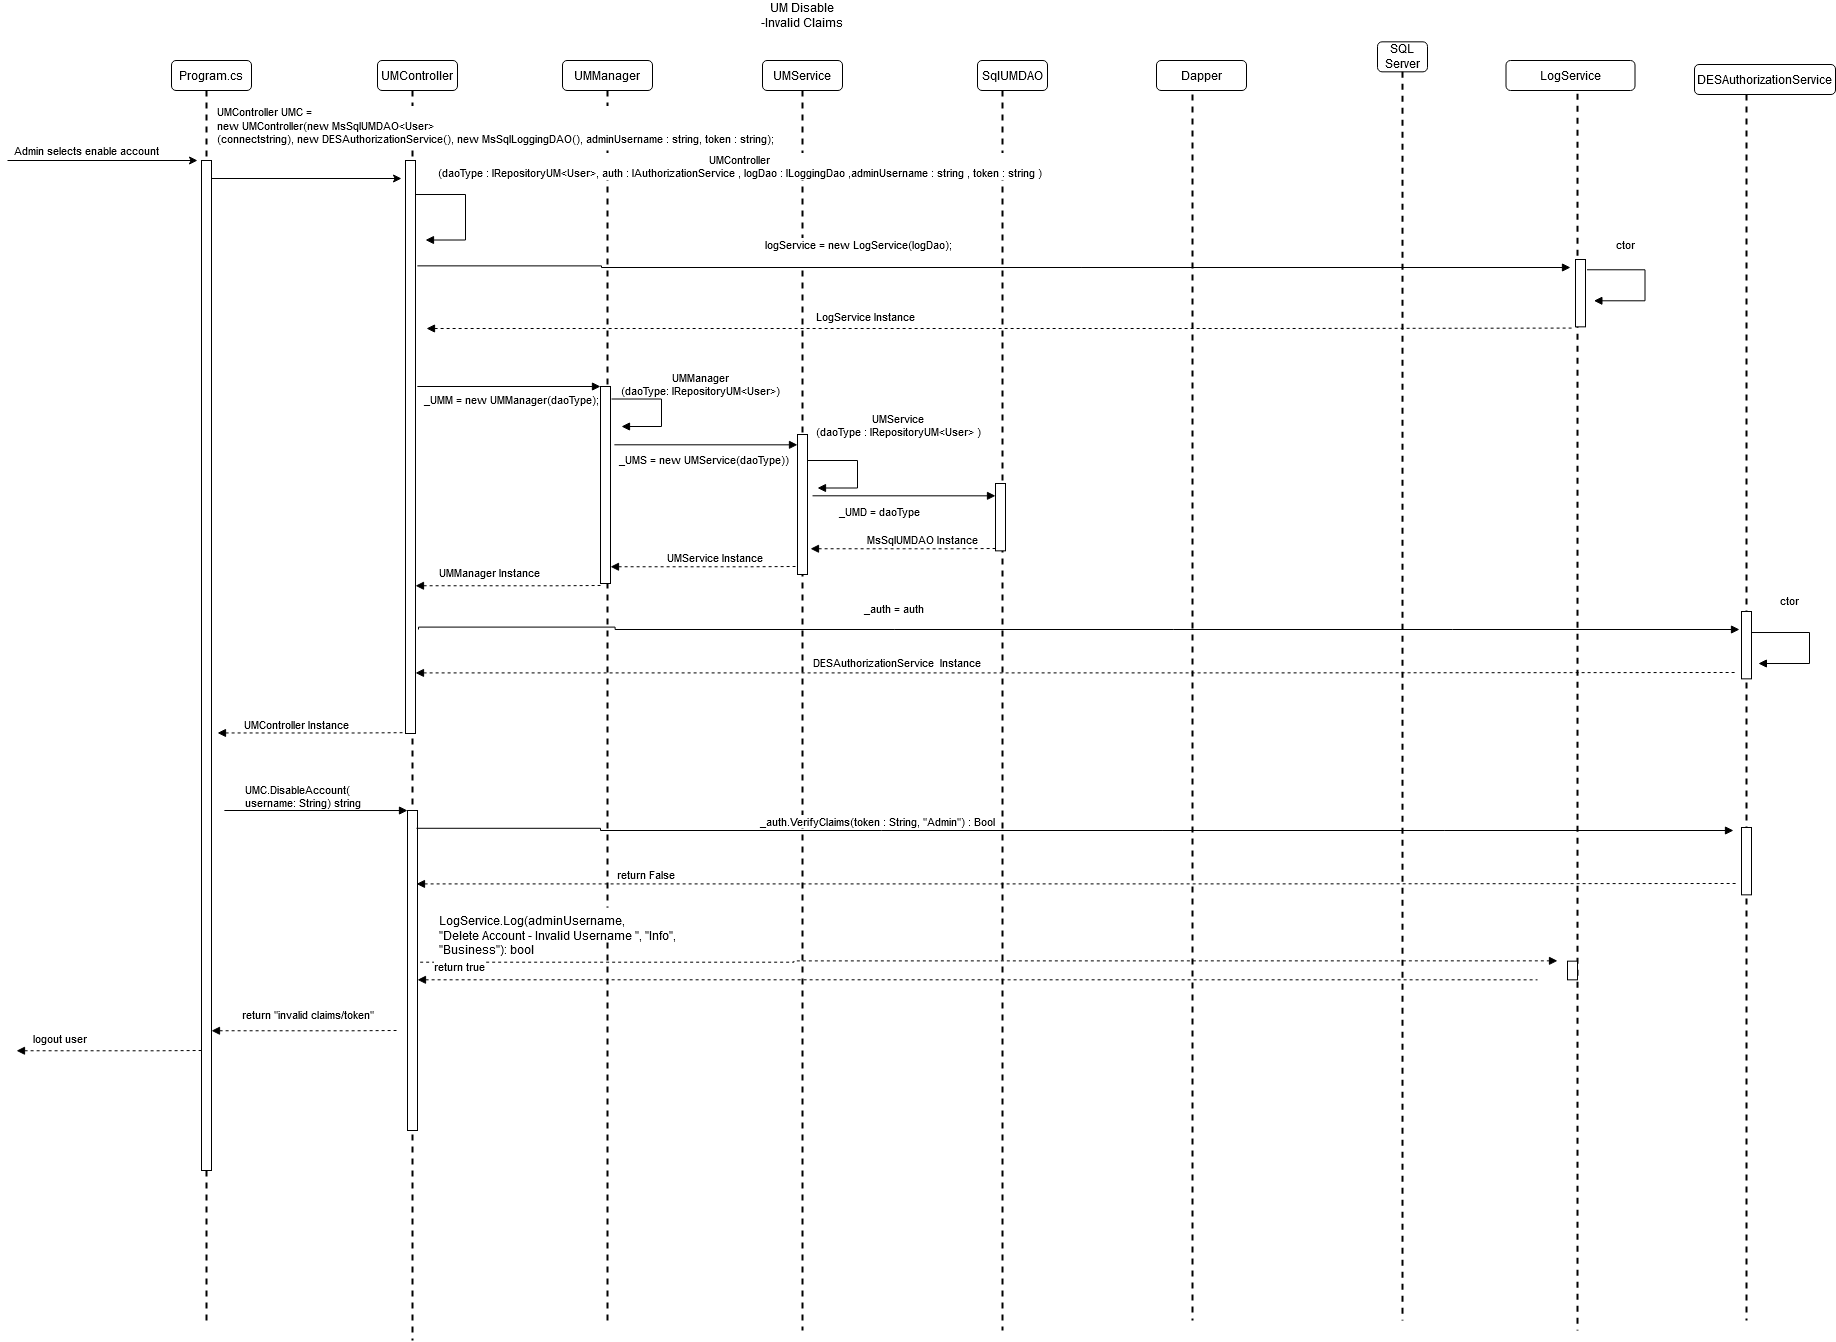 UM Disable
-Invalid Claims
SQL
Server
Program.cs
UMController
UMManager
UMService
SqlUMDAO
Dapper
LogService
DESAuthorizationService
UMController UMC =
new UMController(new MsSqlUMDAO<User>
(connectstring), new DESAuthorizationService(), new MsSqlLoggingDAO(), adminUsername : string, token : string);
Admin selects enable account
UMController
(daoType : IRepositoryUM<User>, auth : IAuthorizationService , logDao : ILoggingDao ,adminUsername : string , token : string )
logService = new LogService(logDao);
ctor
LogService Instance
UMManager
(daoType: IRepositoryUM<User>)
_UMM = new UMManager(daoType);
UMService
(daoType : IRepositoryUM<User> )
_UMS = new UMService(daoType))
_UMD = daoType
MsSqlUMDAO Instance
UMService Instance
UMManager Instance
ctor
_auth = auth
DESAuthorizationService  Instance
UMController Instance
UMC.DisableAccount(
username: String) string
_auth.VerifyClaims(token : String, "Admin") : Bool
return False
LogService.Log(adminUsername,
"Delete Account - Invalid Username ", "Info",
"Business"): bool
return true
return "invalid claims/token"
logout user